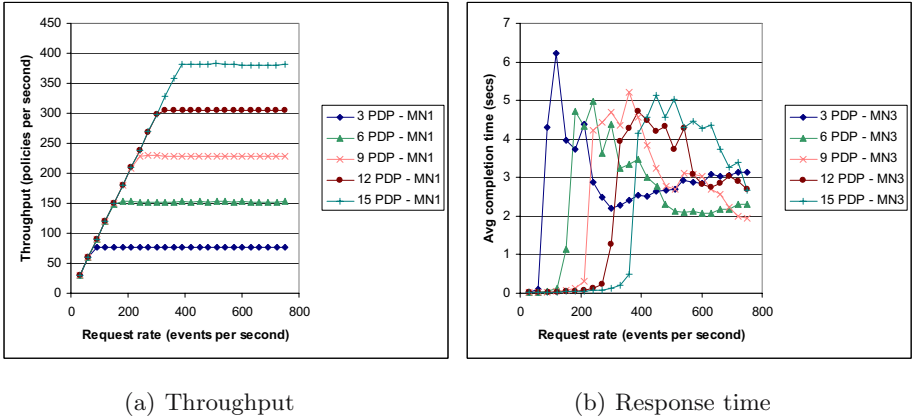 Throughput (policies per second)
450
400
350
300
250
200
150
100
50
0
0 200 400 600 800
Request rate (events per second)
3 PDP - MN1
6 PDP - MN1
9 PDP - MN1
12 PDP - MN1
15 PDP - MN1
Avg completion time (secs)
7
6
5
4
3
2
1
0
0 200 400 600 800
Request rate (events per second)
3 PDP - MN3
6 PDP - MN3
9 PDP - MN3
12 PDP - MN3
15 PDP - MN3
(a) Throughput
(b) Response time